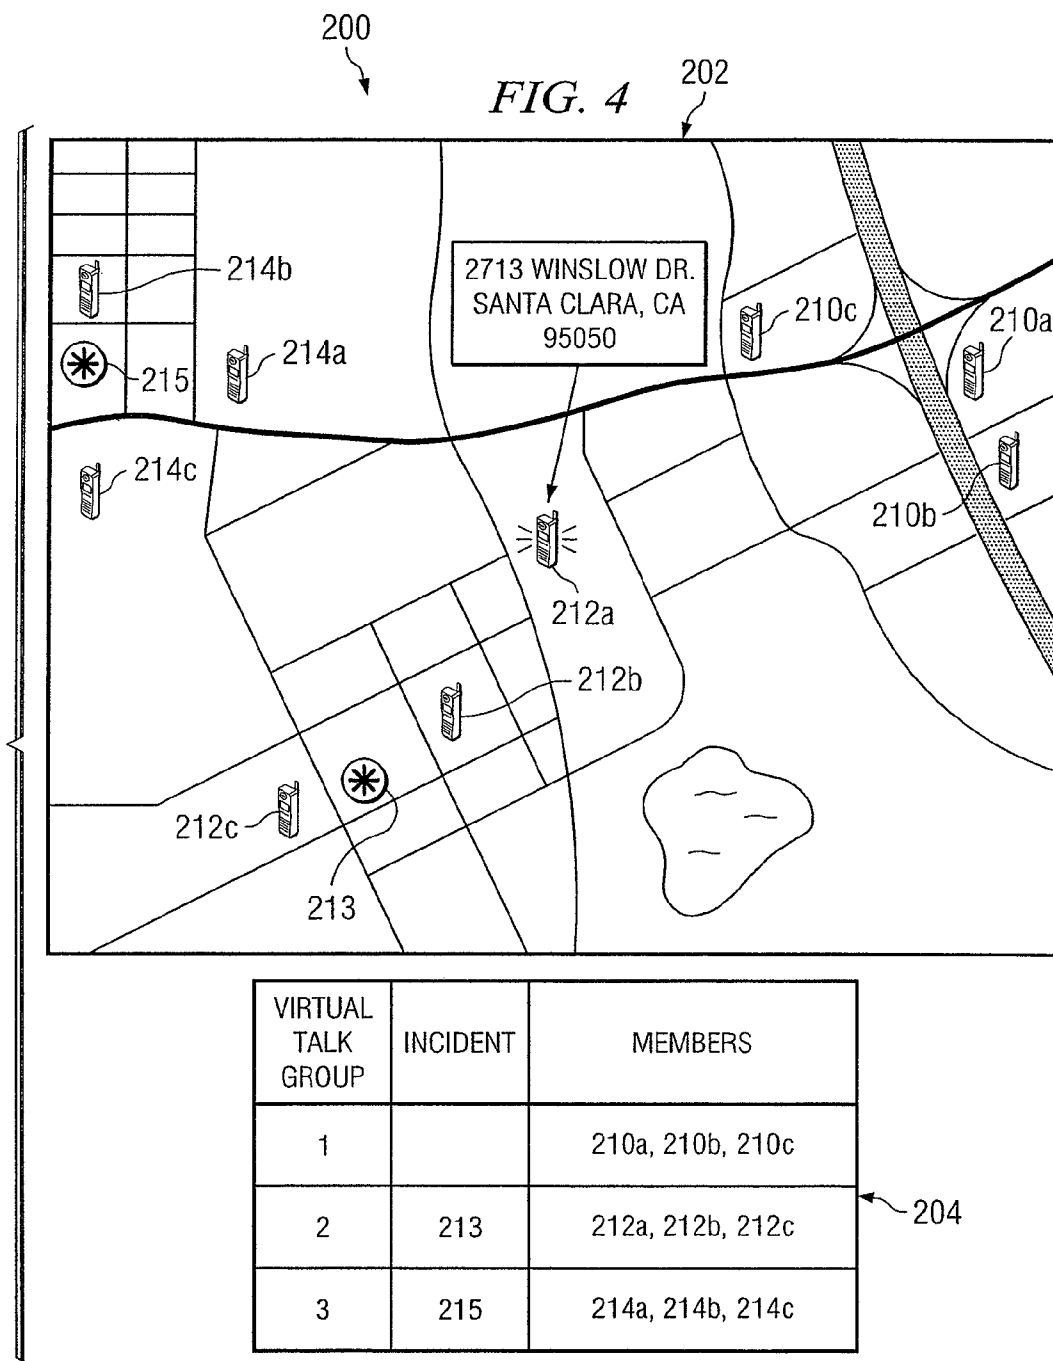 200
FIG. 4
202
2713 WINSLOW DR.
SANTA CLARA, CA
95050
214b
210c
210a
214a
215
214c
210b
212a
212b
212c
213
VIRTUAL TALK GROUP
INCIDENT
MEMBERS
1
210a, 210b, 210c
2
213
212a, 212b, 212c
204
3
215
214a, 214b, 214c